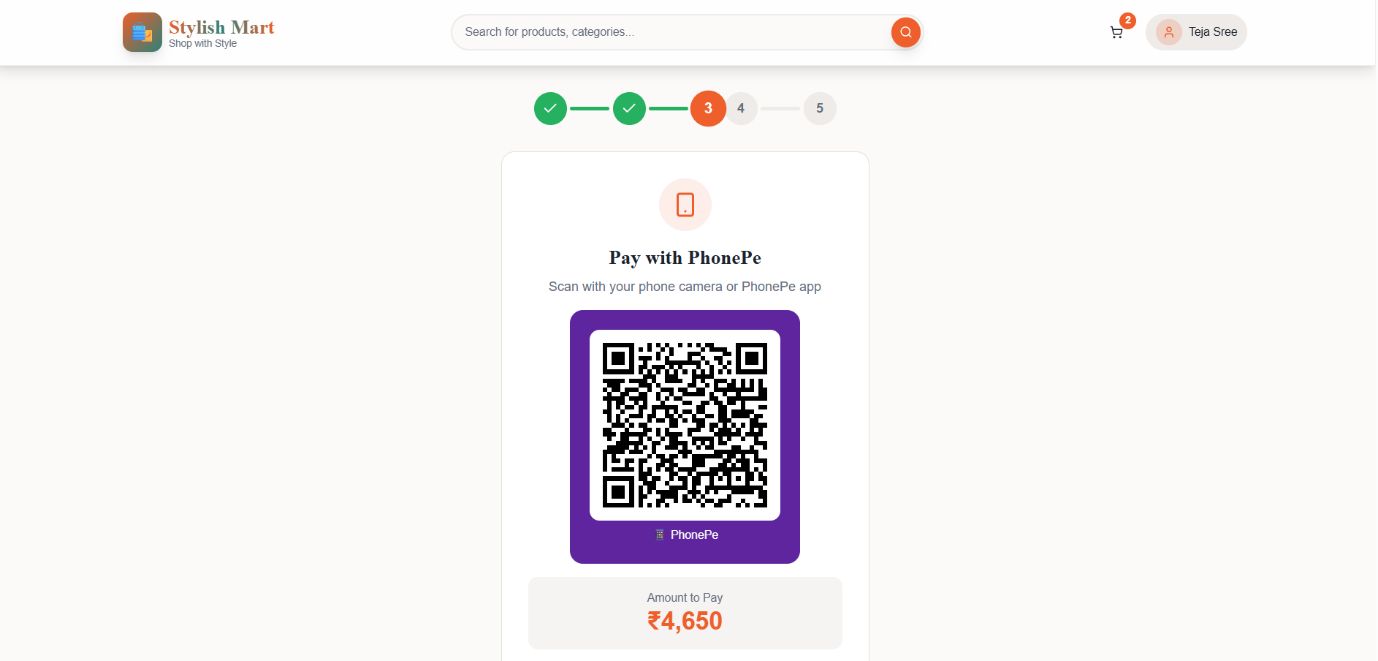 Stylish Mart
Shop with Style
Search for products, categories...
2
Teja Sree
3
4
5
Pay with PhonePe
Scan with your phone camera or PhonePe app
PhonePe
Amount to Pay
₹4,650